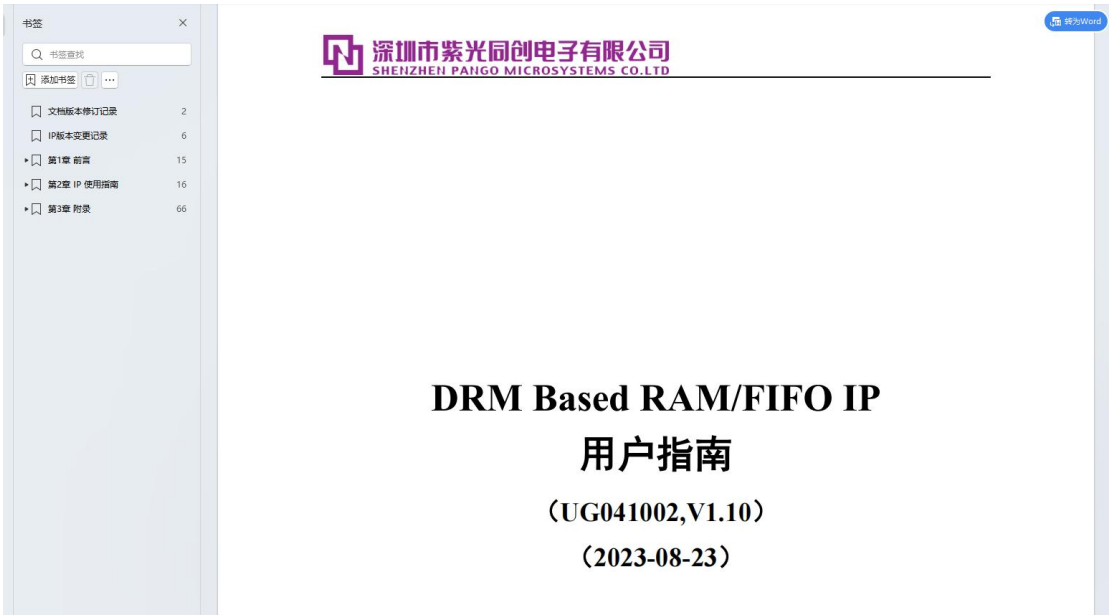 书签
书签查找
添加书签
文档版本修订记录 2
IP版本变更记录 6
第1章 前言 15
第2章 IP 使用指南 16
第3章 附录 66
转为Word
深圳市紫光同创电子有限公司
SHENZHEN PANGO MICROSYSTEMS CO.LTD
DRM Based RAM/FIFO IP
用户指南
（UG041002,V1.10）
（2023-08-23）